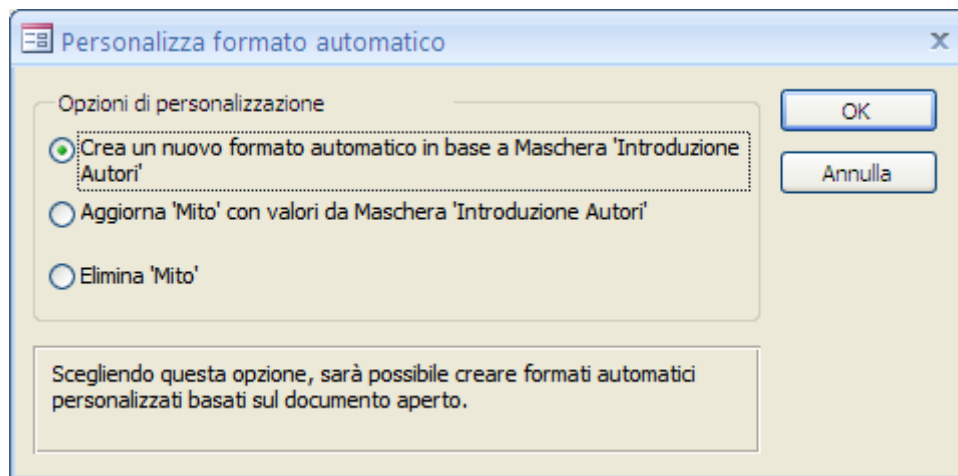 Personalizza formato automatico
Opzioni di personalizzazione
OK
Crea un nuovo formato automatico in base a Maschera 'Introduzione
Autori'
Annulla
Aggiorna 'Mito' con valori da Maschera 'Introduzione Autori'
Elimina 'Mito'
Scegliendo questa opzione, sarà possibile creare formati automatici
personalizzati basati sul documento aperto.